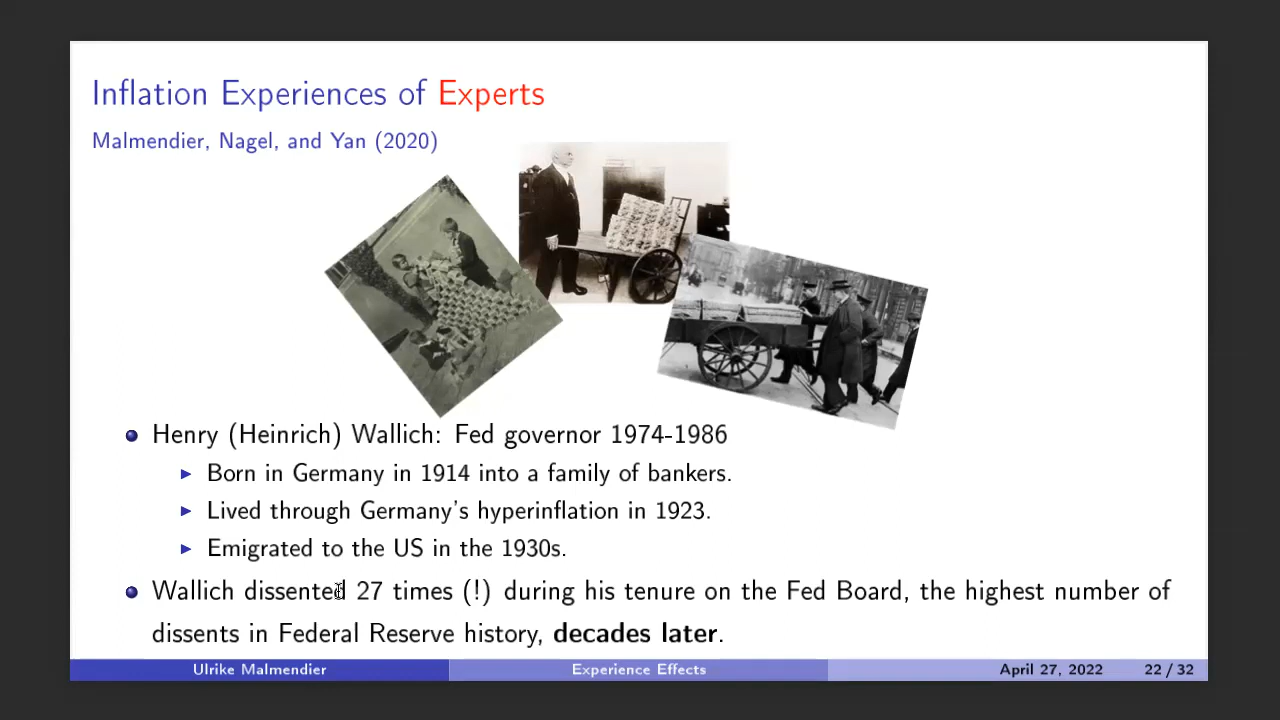 Inflation Experiences of Experts
Malmendier, Nagel, and Yan (2020)
Henry (Heinrich) Wallich: Fed governor 1974-1986
Born in Germany in 1914 into a family of bankers.
Lived through Germany's hyperinflation in 1923.
Emigrated to the US in the 1930s.
Wallich dissented 27 times (!) during his tenure on the Fed Board, the highest number of
dissents in Federal Reserve history, decades later.
Ulrike Malmendier Experience Effects April 27, 2022 22 / 32